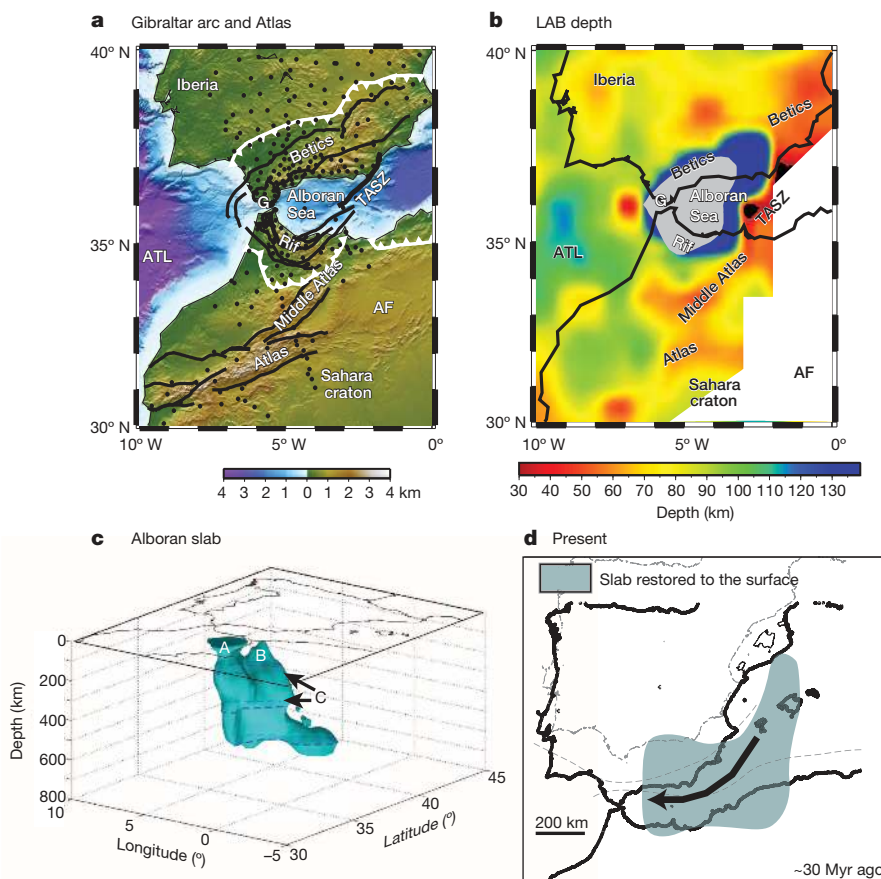 a Gibraltar arc and Atlas
40° N
35° N
30° N
10° W
5° W
0°
Iberia
Betics
G
Alboran
Sea
TASZ
Rif
ATL
Middle Atlas
AF
Atlas
Sahara
craton
4 3 2 1 0 1 2 3 4 km
b LAB depth
40° N
35° N
30° N
10° W
5° W
0°
Iberia
Betics
Betics
G
Alboran
Sea
TASZ
Rif
ATL
Middle Atlas
Atlas
Sahara
craton
AF
30 40 50 60 70 80 90 100 110 120 130
Depth (km)
c Alboran slab
0
200
400
600
800
Depth (km)
A
B
C
10
5
0
–5
Longitude (°)
30
35
40
45
Latitude (°)
d Present
Slab restored to the surface
200 km
~30 Myr ago